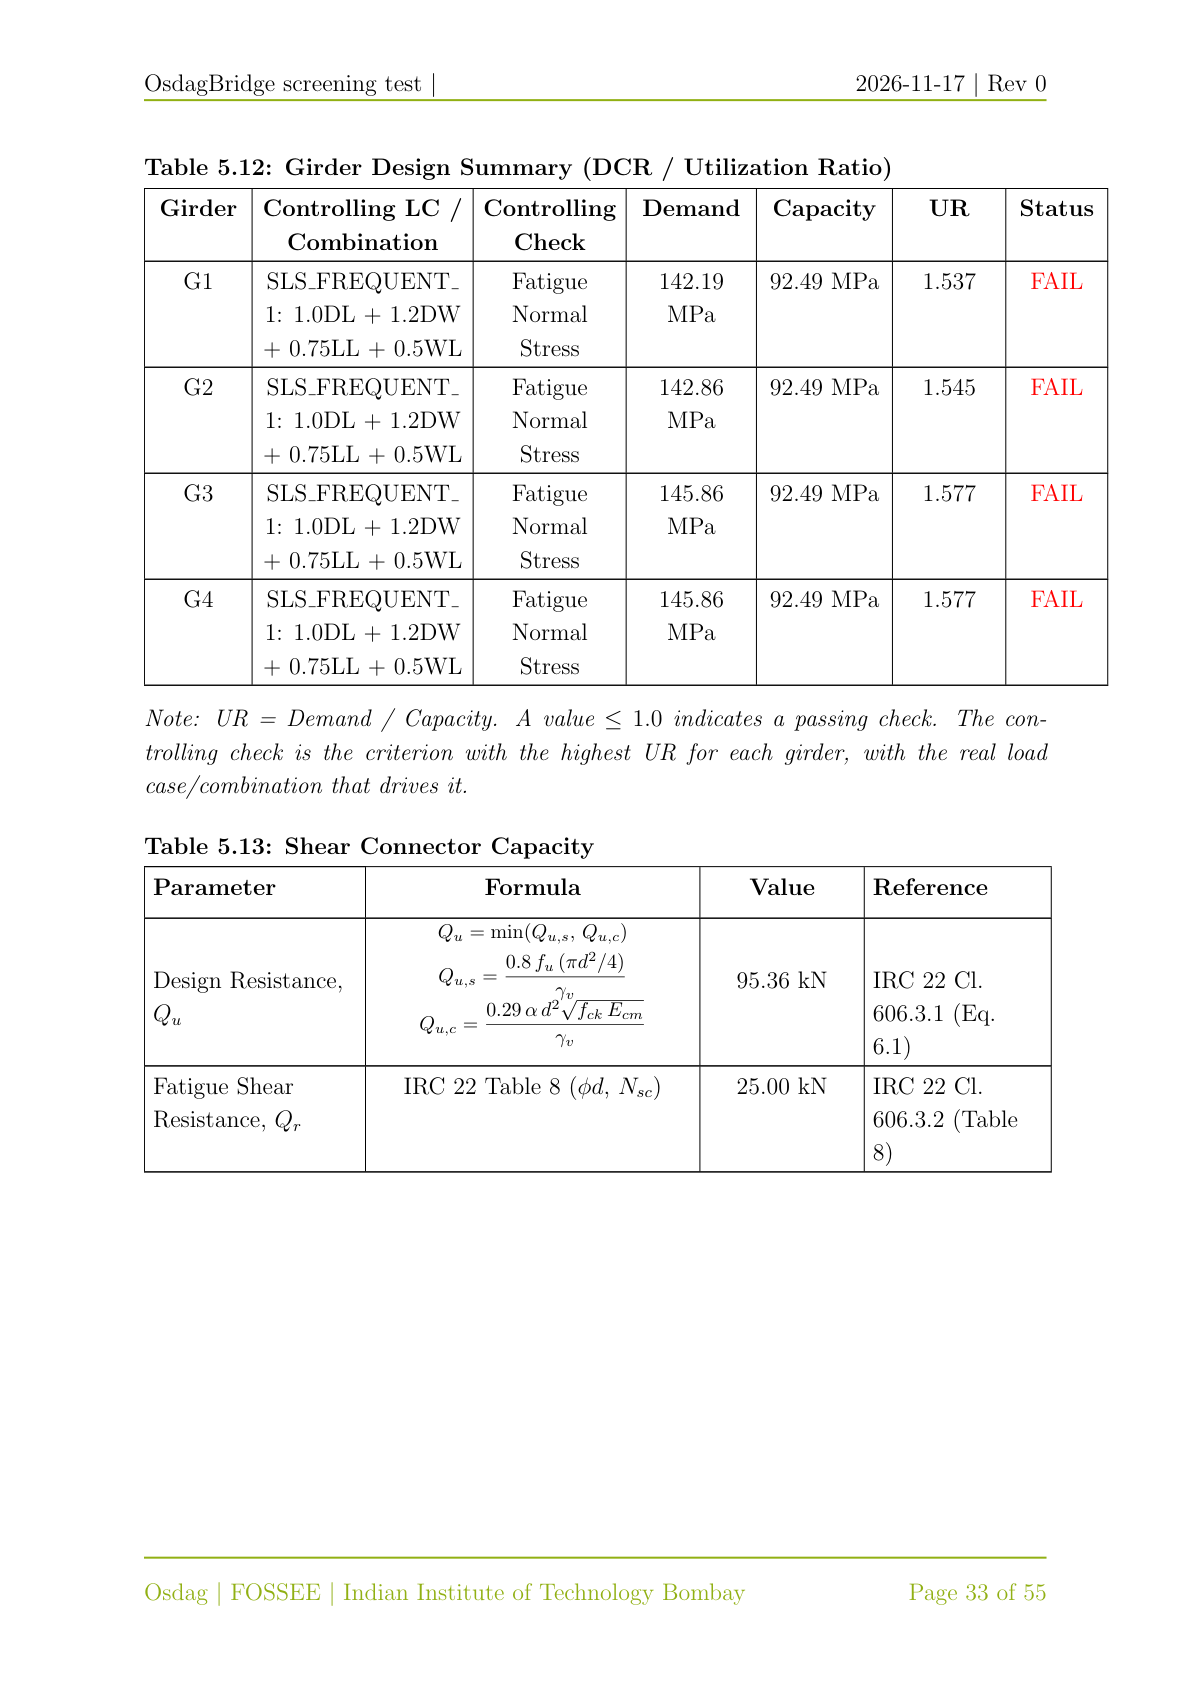 OsdagBridge screening test | 2026-11-17 | Rev 0
Table 5.12: Girder Design Summary (DCR / Utilization Ratio)
Girder Controlling LC / Combination Controlling Check Demand Capacity UR Status
G1 SLS_FREQUENT_ Fatigue 142.19 92.49 MPa 1.537 FAIL
1: 1.0DL + 1.2DW Normal MPa
+ 0.75LL + 0.5WL Stress
G2 SLS_FREQUENT_ Fatigue 142.86 92.49 MPa 1.545 FAIL
1: 1.0DL + 1.2DW Normal MPa
+ 0.75LL + 0.5WL Stress
G3 SLS_FREQUENT_ Fatigue 145.86 92.49 MPa 1.577 FAIL
1: 1.0DL + 1.2DW Normal MPa
+ 0.75LL + 0.5WL Stress
G4 SLS_FREQUENT_ Fatigue 145.86 92.49 MPa 1.577 FAIL
1: 1.0DL + 1.2DW Normal MPa
+ 0.75LL + 0.5WL Stress
Note: UR = Demand / Capacity. A value ≤ 1.0 indicates a passing check. The con-
trolling check is the criterion with the highest UR for each girder, with the real load
case/combination that drives it.
Table 5.13: Shear Connector Capacity
Parameter Formula Value Reference
Design Resistance,
Q_u
Q_u = min(Q_{u,s}, Q_{u,c})
Q_{u,s} = 0.8 f_u (πd²/4) / γ_v
Q_{u,c} = 0.29 α d² √(f_{ck} E_{cm}) / γ_v
95.36 kN
IRC 22 Cl.
606.3.1 (Eq.
6.1)
Fatigue Shear
Resistance, Q_r
IRC 22 Table 8 (ϕd, N_{sc})
25.00 kN
IRC 22 Cl.
606.3.2 (Table
8)
Osdag | FOSSEE | Indian Institute of Technology Bombay Page 33 of 55